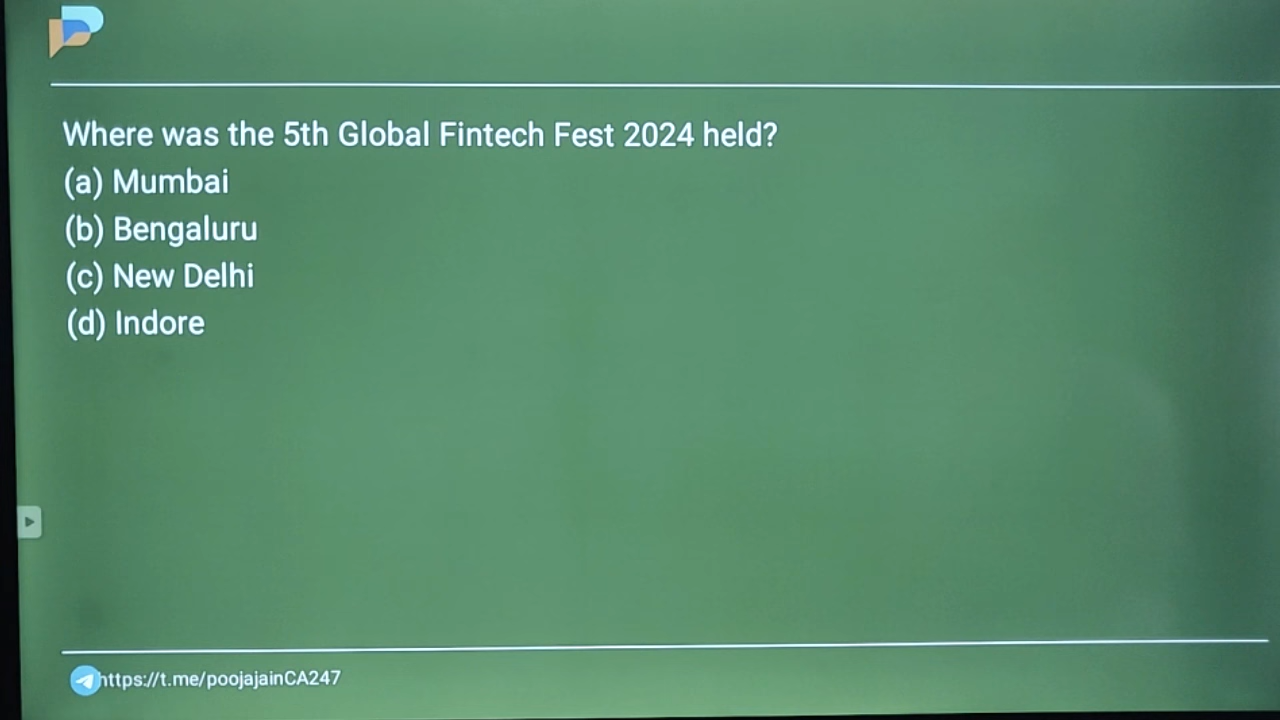 Where was the 5th Global Fintech Fest 2024 held?
(a) Mumbai
(b) Bengaluru
(c) New Delhi
(d) Indore
https://t.me/poojajainCA247